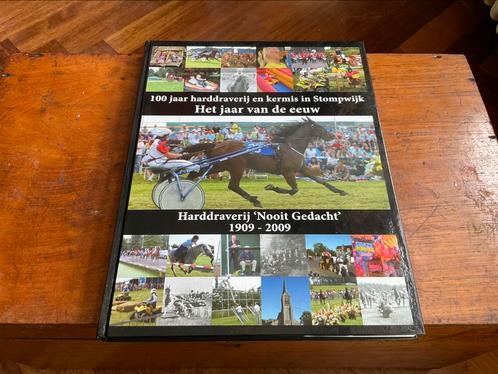 100 jaar harddraverij en kermis in Stompwijk
Het jaar van de eeuw
Harddraverij ‘Nooit Gedacht’
1909 - 2009